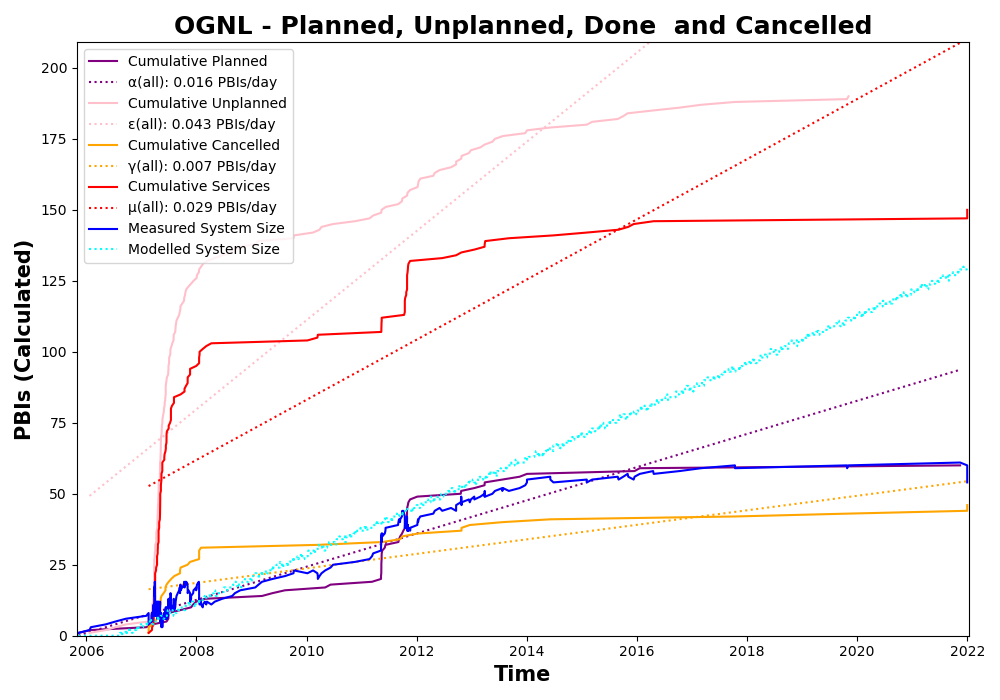 OGNL - Planned, Unplanned, Done  and Cancelled
Cumulative Planned
α(all): 0.016 PBIs/day
Cumulative Unplanned
ε(all): 0.043 PBIs/day
Cumulative Cancelled
γ(all): 0.007 PBIs/day
Cumulative Services
μ(all): 0.029 PBIs/day
Measured System Size
Modelled System Size
PBIs (Calculated)
200
175
150
125
100
75
50
25
0
2006 2008 2010 2012 2014 2016 2018 2020 2022
Time